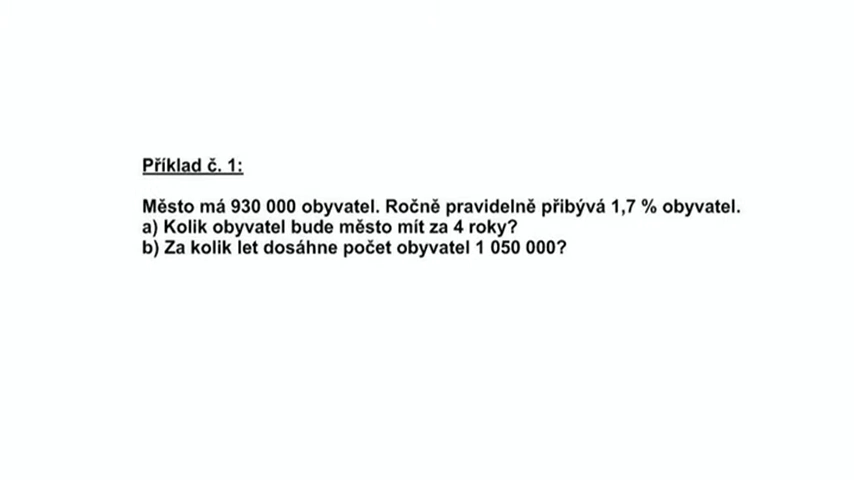 Příklad č. 1:
Město má 930 000 obyvatel. Ročně pravidelně přibývá 1,7 % obyvatel.
a) Kolik obyvatel bude město mít za 4 roky?
b) Za kolik let dosáhne počet obyvatel 1 050 000?